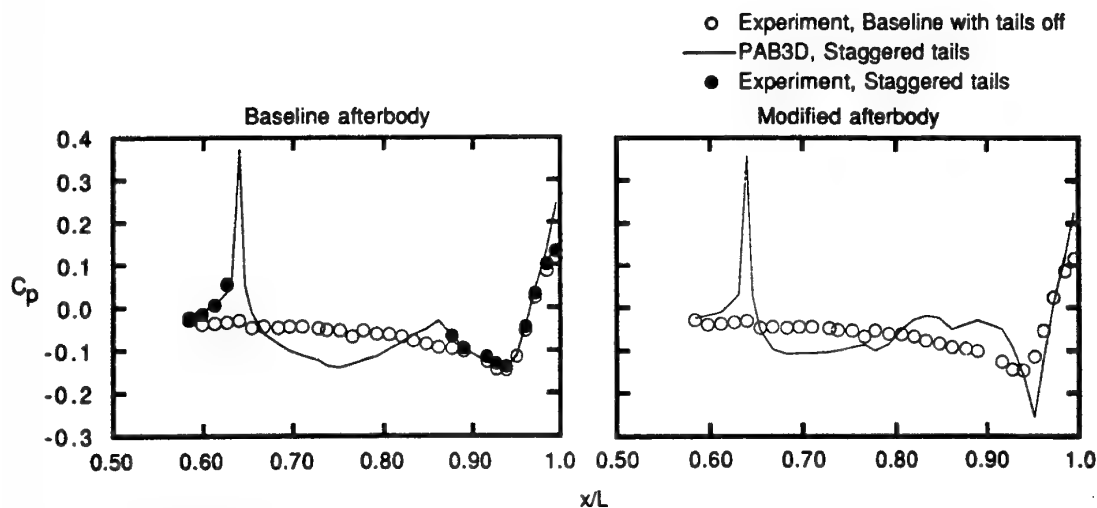 Experiment, Baseline with tails off
PAB3D, Staggered tails
Experiment, Staggered tails
Baseline afterbody
Modified afterbody
0.4
0.3
0.2
0.1
0.0
-0.1
-0.2
-0.3
Cp
0.50 0.60 0.70 0.80 0.90 1.0
0.50 0.60 0.70 0.80 0.90 1.0
x/L